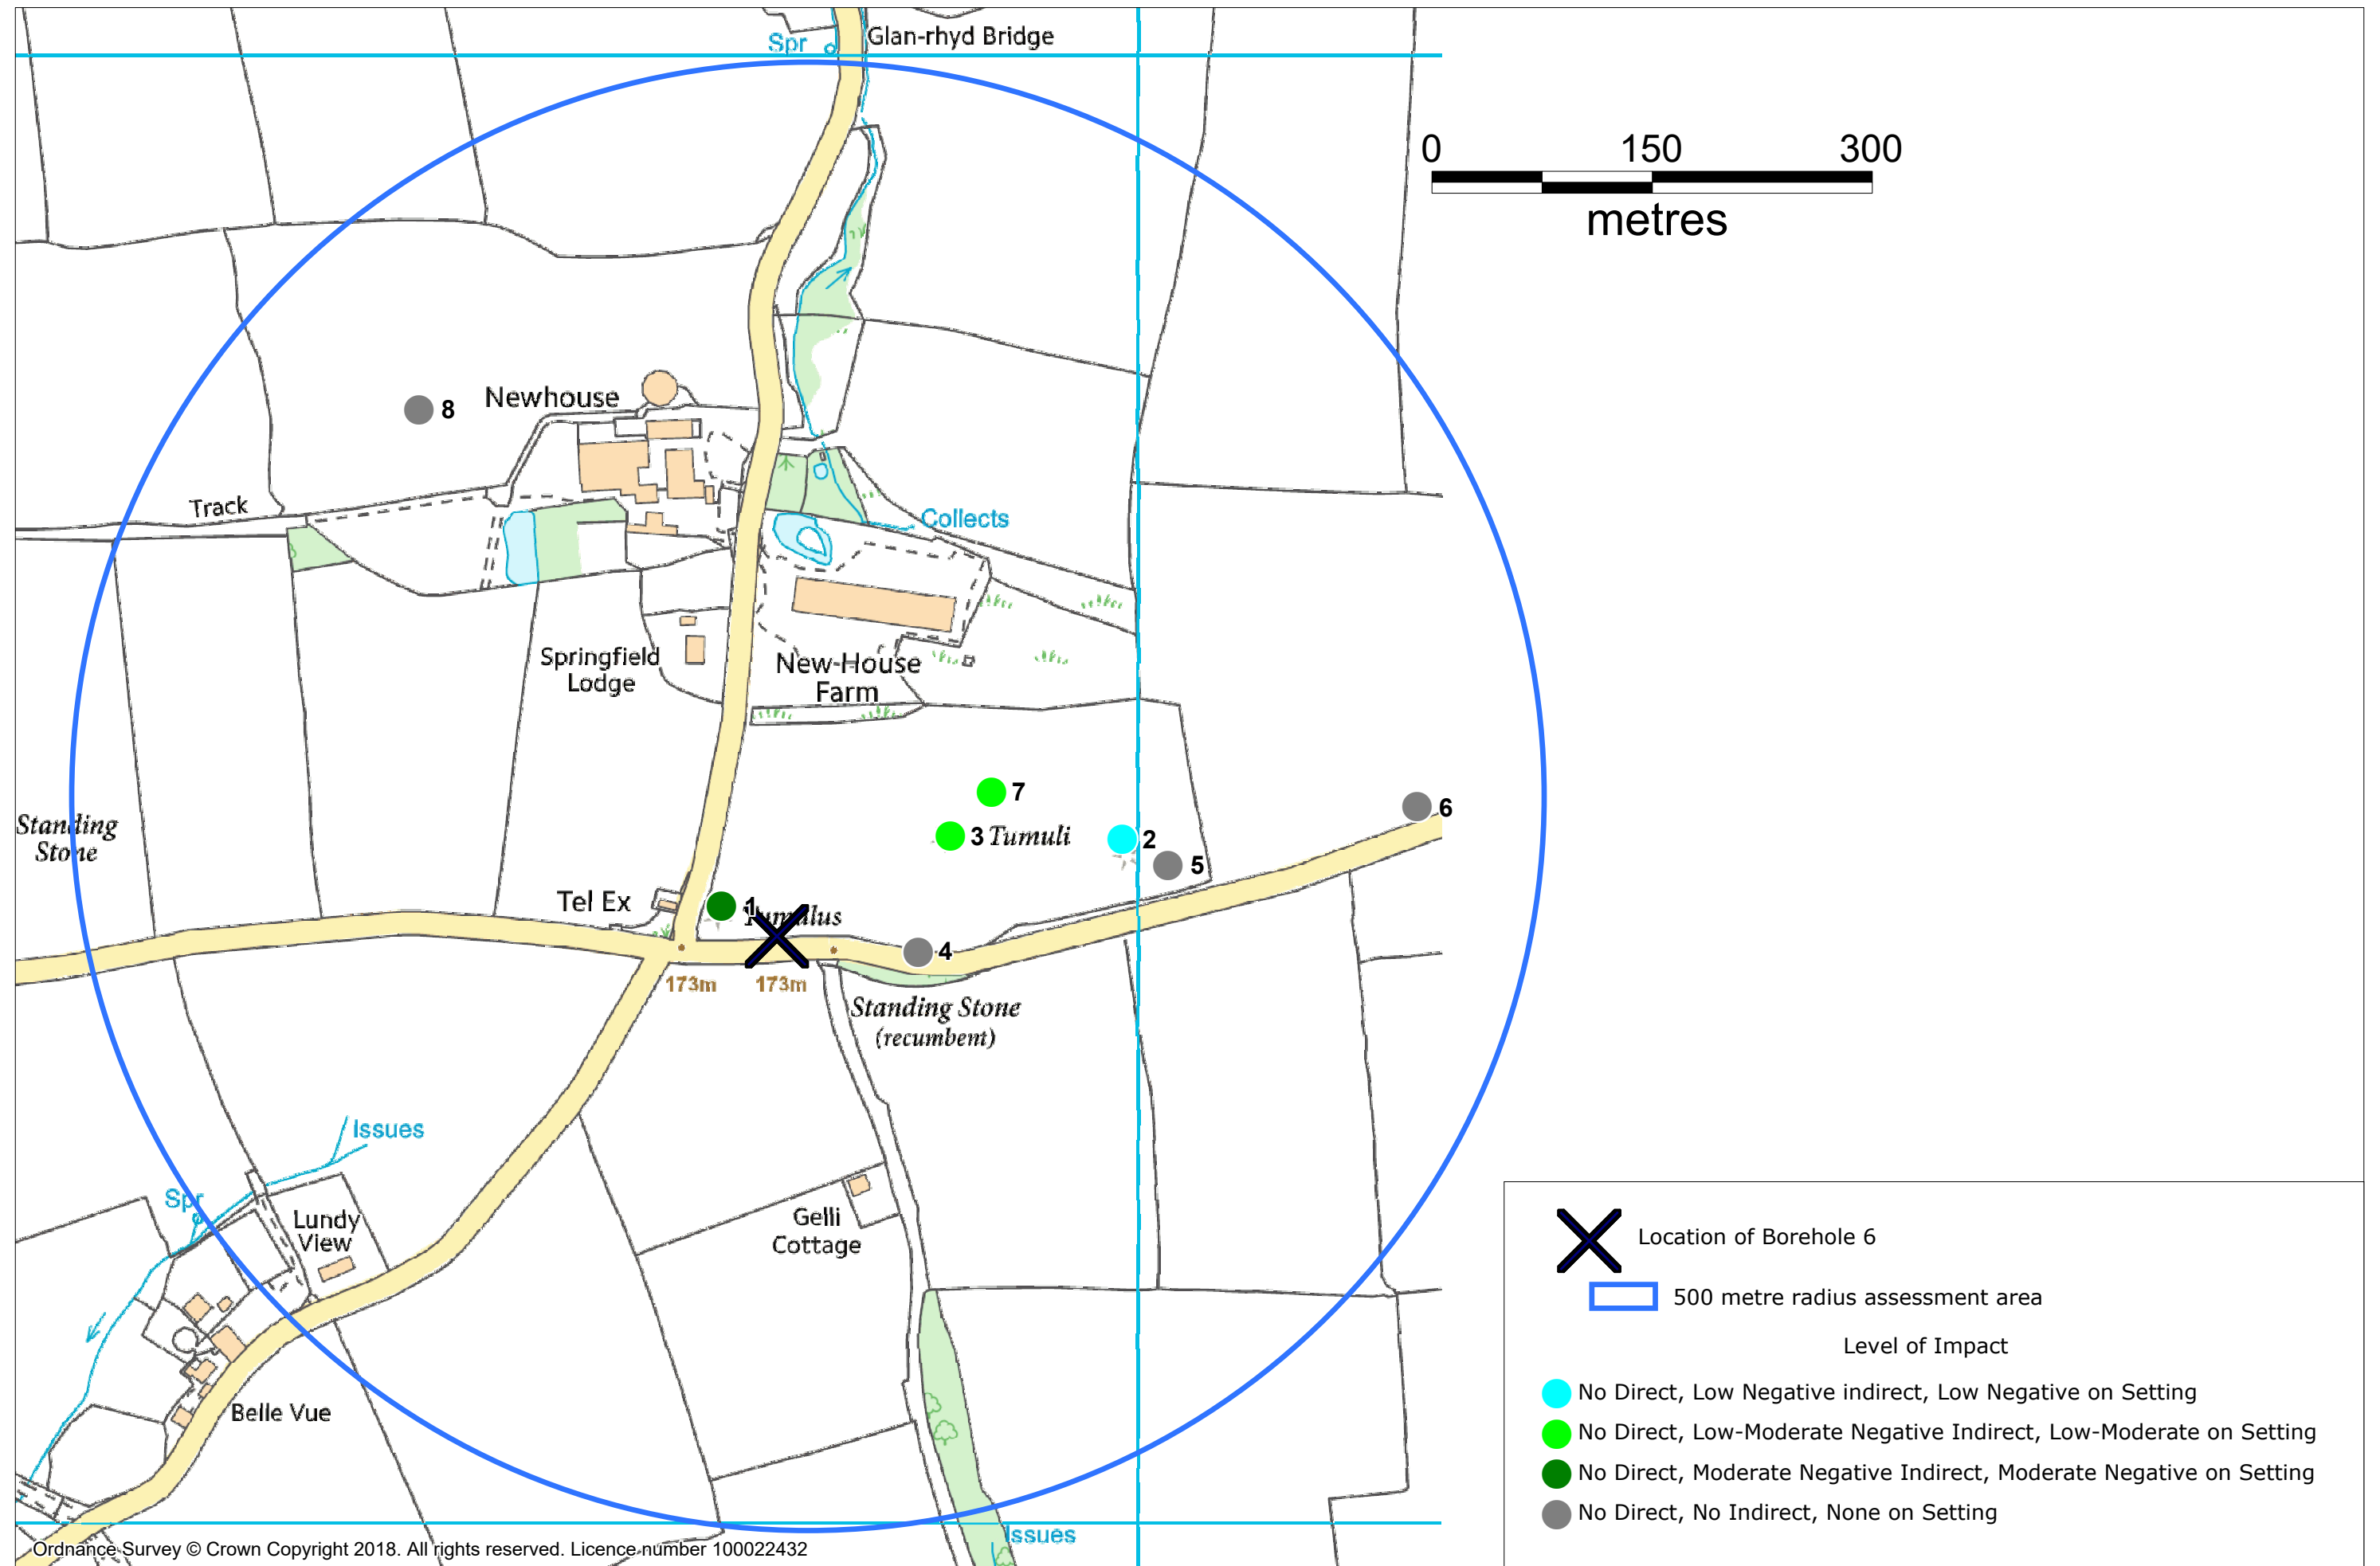 Spr
Glan-rhyd Bridge
0 150 300
metres
8
Newhouse
Track
Collects
Springfield
Lodge
New House
Farm
7
Standing
Stone
3 Tumuli
2
6
5
Tel Ex
1
Tumulus
4
173m 173m
Standing Stone
(recumbent)
Issues
Spr
Lundy
View
Gelli
Cottage
Belle Vue
Issues
Ordnance Survey © Crown Copyright 2018. All rights reserved. Licence number 100022432
Location of Borehole 6
500 metre radius assessment area
Level of Impact
No Direct, Low Negative indirect, Low Negative on Setting
No Direct, Low-Moderate Negative Indirect, Low-Moderate on Setting
No Direct, Moderate Negative Indirect, Moderate Negative on Setting
No Direct, No Indirect, None on Setting